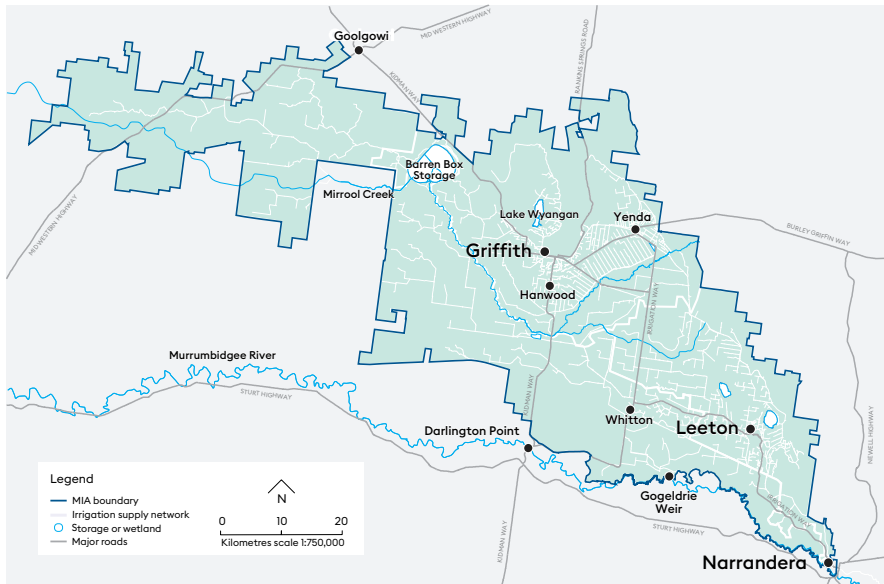 Goolgowi
MID WESTERN HIGHWAY
KIDMAN WAY
RANKINS SPRINGS ROAD
Barren Box
Storage
Mirrool Creek
MID WESTERN HIGHWAY
Lake Wyangan
Yenda
BURLEY GRIFFIN WAY
Griffith
Hanwood
IRRIGATION WAY
Murrumbidgee River
STURT HIGHWAY
KIDMAN WAY
Whitton
Leeton
Darlington Point
NEWELL HIGHWAY
Gogeldrie
Weir
IRRIGATION WAY
STURT HIGHWAY
KIDMAN WAY
Narrandera
Legend
MIA boundary
Irrigation supply network
Storage or wetland
Major roads
N
0 10 20
Kilometres scale 1:750,000